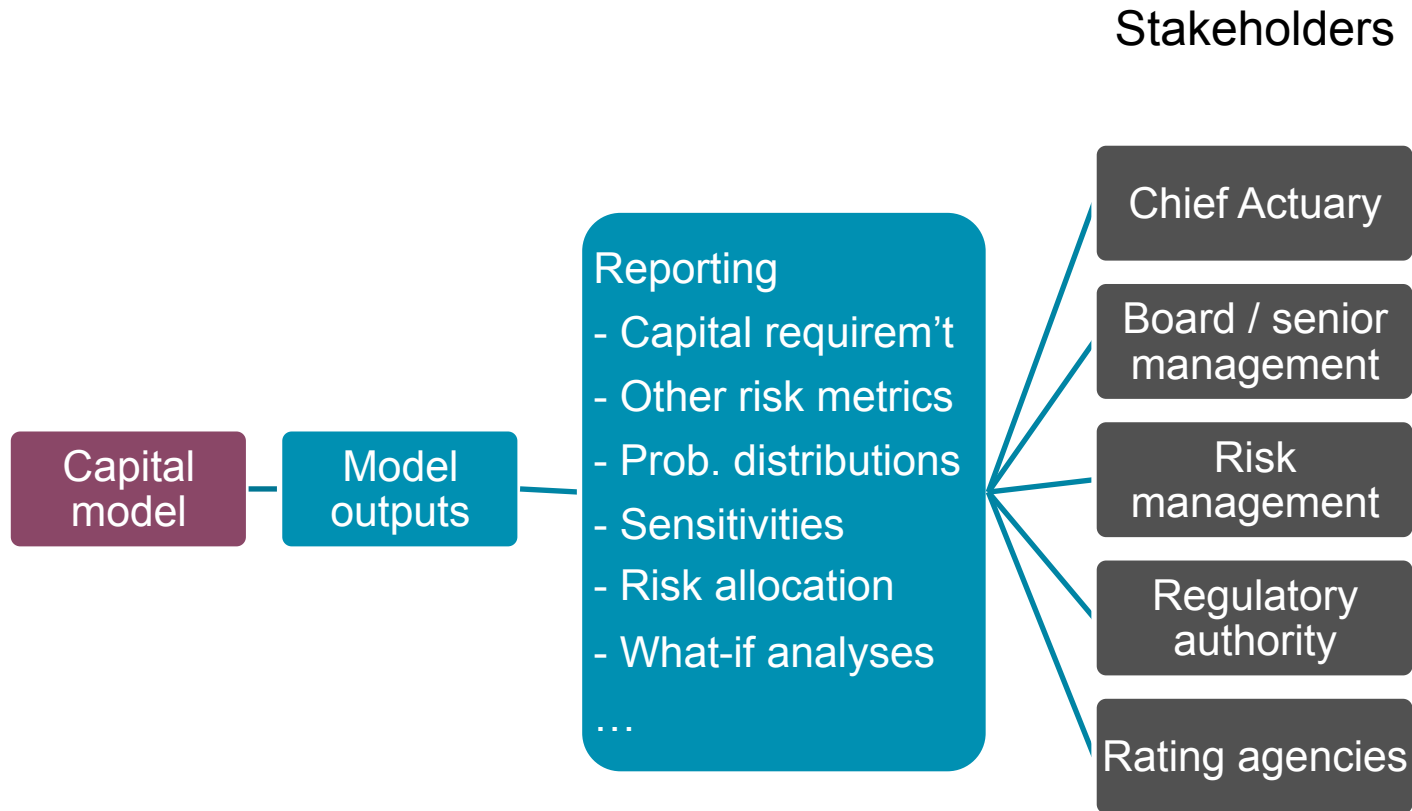 Stakeholders
Capital
model
Model
outputs
Reporting
- Capital requirem’t
- Other risk metrics
- Prob. distributions
- Sensitivities
- Risk allocation
- What-if analyses
…
Chief Actuary
Board / senior
management
Risk
management
Regulatory
authority
Rating agencies